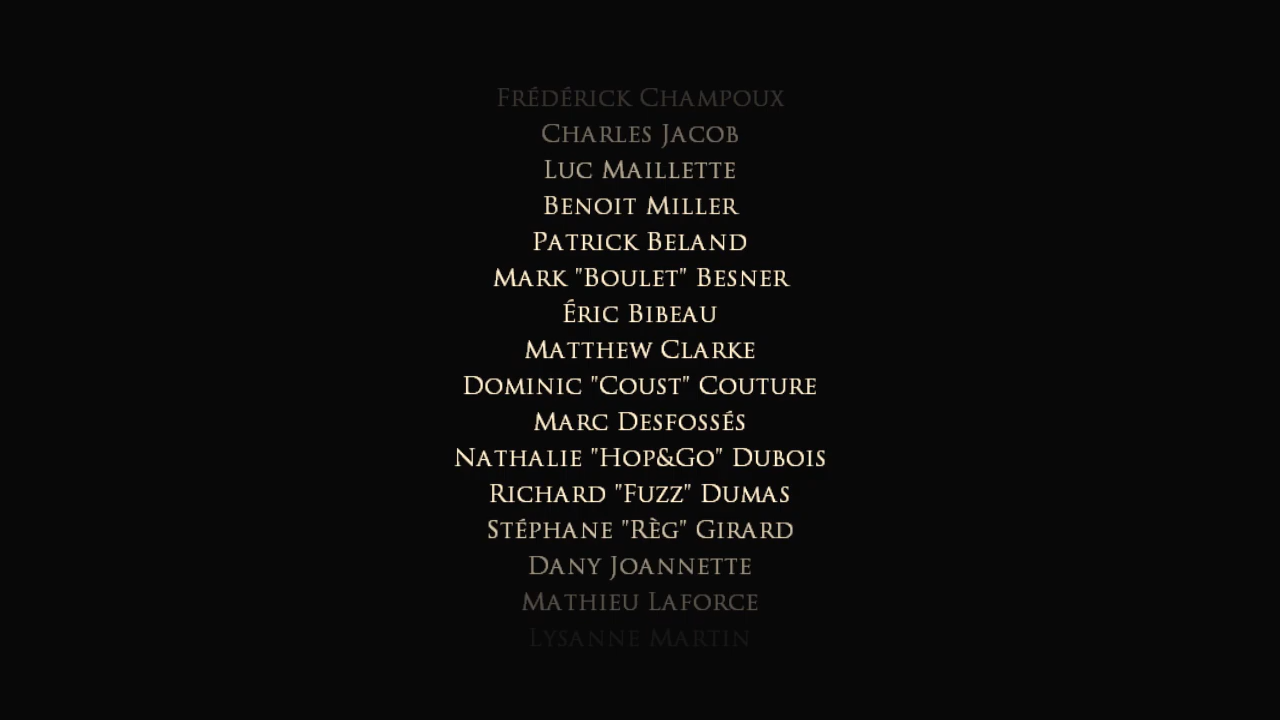 Frédérick Champoux
Charles Jacob
Luc Maillette
Benoit Miller
Patrick Beland
Mark "Boulet" Besner
Éric Bibeau
Matthew Clarke
Dominic "Coust" Couture
Marc Desfossés
Nathalie "Hop&Go" Dubois
Richard "Fuzz" Dumas
Stéphane "Règ" Girard
Dany Joannette
Mathieu Laforce
Lysanne Martin